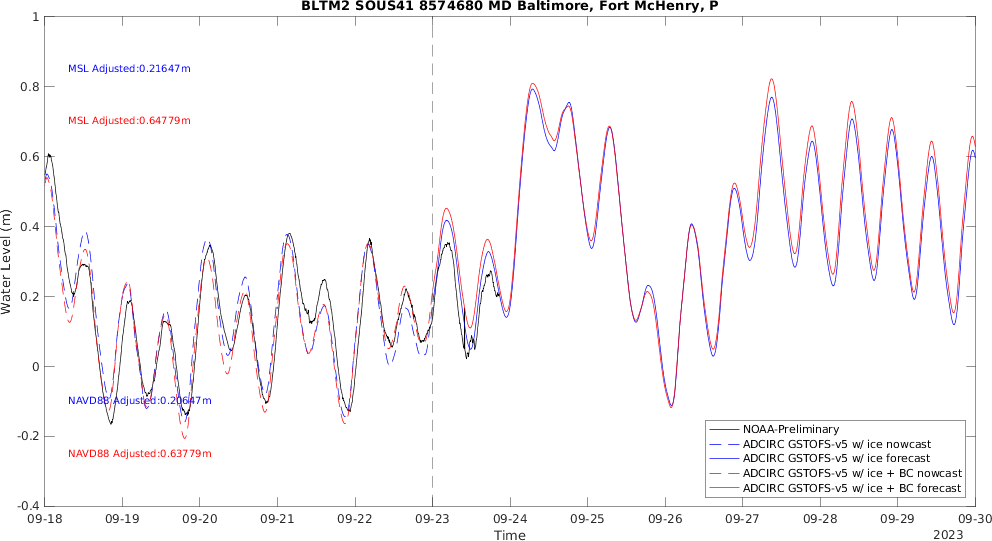 BLTM2 SOUS41 8574680 MD Baltimore, Fort McHenry, P
1
0.8
0.6
0.4
0.2
0
-0.2
-0.4
Water Level (m)
MSL Adjusted:0.21647m
MSL Adjusted:0.64779m
NAVD88 Adjusted:0.20647m
NAVD88 Adjusted:0.63779m
NOAA-Preliminary
ADCIRC GSTOFS-v5 w/ ice nowcast
ADCIRC GSTOFS-v5 w/ ice forecast
ADCIRC GSTOFS-v5 w/ ice + BC nowcast
ADCIRC GSTOFS-v5 w/ ice + BC forecast
09-18 09-19 09-20 09-21 09-22 09-23 09-24 09-25 09-26 09-27 09-28 09-29 09-30
Time
2023